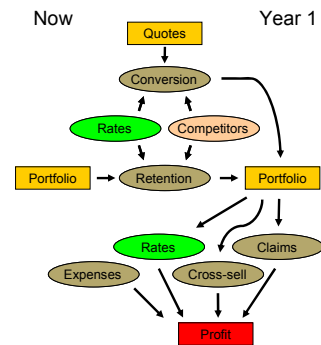 Now
Year 1
Quotes
Conversion
Rates
Competitors
Portfolio
Retention
Portfolio
Rates
Claims
Expenses
Cross-sell
Profit